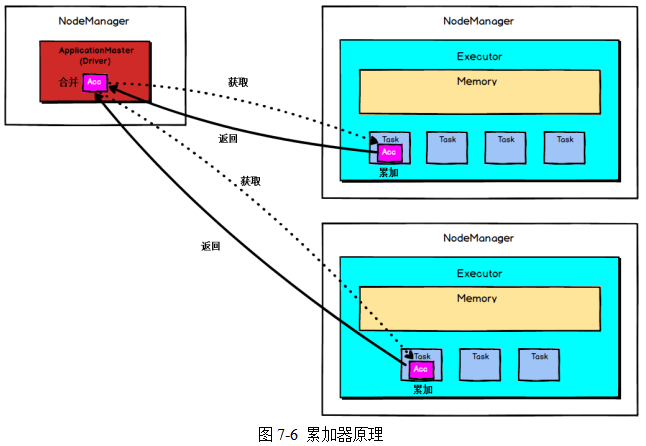 NodeManager
ApplicationMaster
(Driver)
合并
Acc
获取
返回
获取
返回
NodeManager
Executor
Memory
Task
Task
Task
Task
Acc
累加
NodeManager
Executor
Memory
Task
Task
Task
Acc
累加
图 7-6 累加器原理